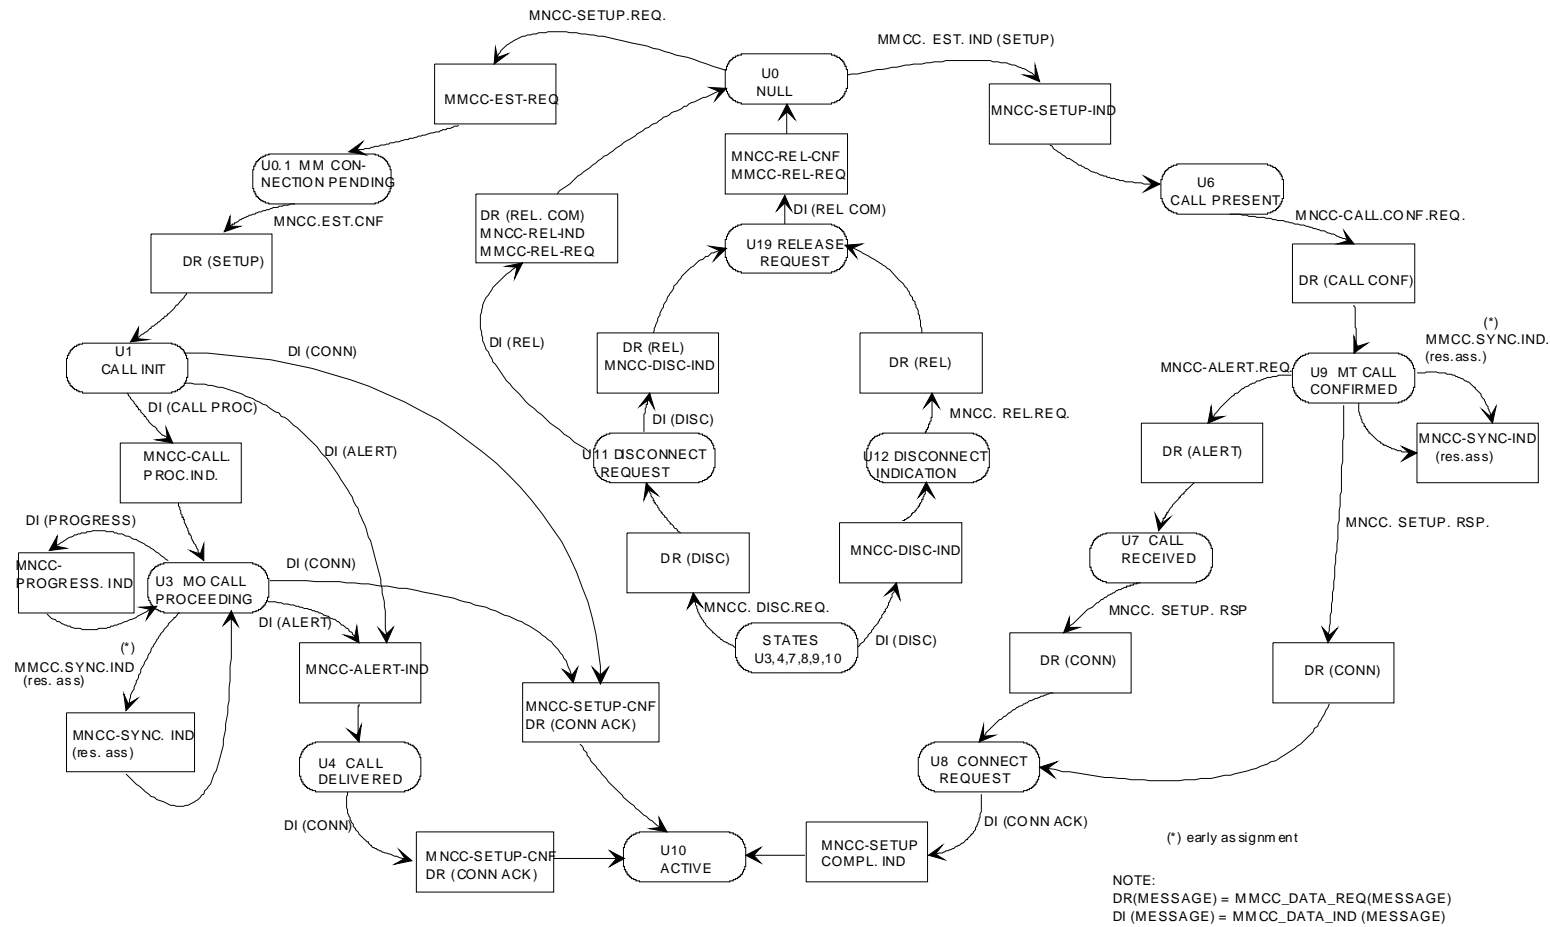 MNCC-SETUP.REQ.
MMCC. EST. IND (SETUP)
U0
NULL
MMCC-EST-REQ
MNCC-SETUP-IND
U0.1 MM CON-
NECTION PENDING
MNCC-REL-CNF
MMCC-REL-REQ
U6
CALL PRESENT
MNCC.EST.CNF
DR (REL. COM)
MNCC-REL-IND
MMCC-REL-REQ
DI (REL COM)
MNCC-CALL.CONF.REQ.
DR (SETUP)
U19 RELEASE
REQUEST
DR (CALL CONF)
U1
CALL INIT
DI (CONN)
DI (REL)
DR (REL)
MNCC-DISC-IND
DR (REL)
MNCC-ALERT.REQ.
U9 MT CALL
CONFIRMED
(*)
MMCC.SYNC.IND.
(res.ass.)
DI (CALL PROC)
DI (DISC)
MNCC. REL.REQ.
MNCC-CALL.
PROC.IND.
DI (ALERT)
U11 DISCONNECT
REQUEST
U12 DISCONNECT
INDICATION
DR (ALERT)
MNCC-SYNC-IND
(res.ass)
DI (PROGRESS)
MNCC-
PROGRESS. IND
U3 MO CALL
PROCEEDING
DI (CONN)
DR (DISC)
MNCC-DISC-IND
U7 CALL
RECEIVED
MNCC. SETUP. RSP.
DI (ALERT)
MNCC. DISC.REQ.
MNCC. SETUP. RSP
(*)
MMCC.SYNC.IND
(res. ass)
MNCC-ALERT-IND
STATES
U3,4,7,8,9,10
DI (DISC)
DR (CONN)
DR (CONN)
MNCC-SYNC. IND
(res. ass)
MNCC-SETUP-CNF
DR (CONN ACK)
U4 CALL
DELIVERED
U8 CONNECT
REQUEST
DI (CONN)
DI (CONN ACK)
MNCC-SETUP-CNF
DR (CONN ACK)
U10
ACTIVE
MNCC-SETUP
COMPL. IND
(*) early assignment
NOTE:
DR(MESSAGE) = MMCC_DATA_REQ(MESSAGE)
DI (MESSAGE) = MMCC_DATA_IND (MESSAGE)